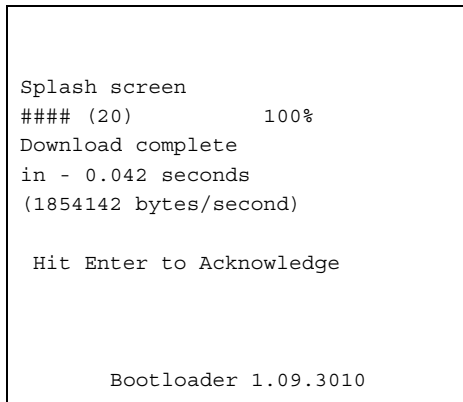 Splash screen
#### (20) 100%
Download complete
in - 0.042 seconds
(1854142 bytes/second)
Hit Enter to Acknowledge
Bootloader 1.09.3010